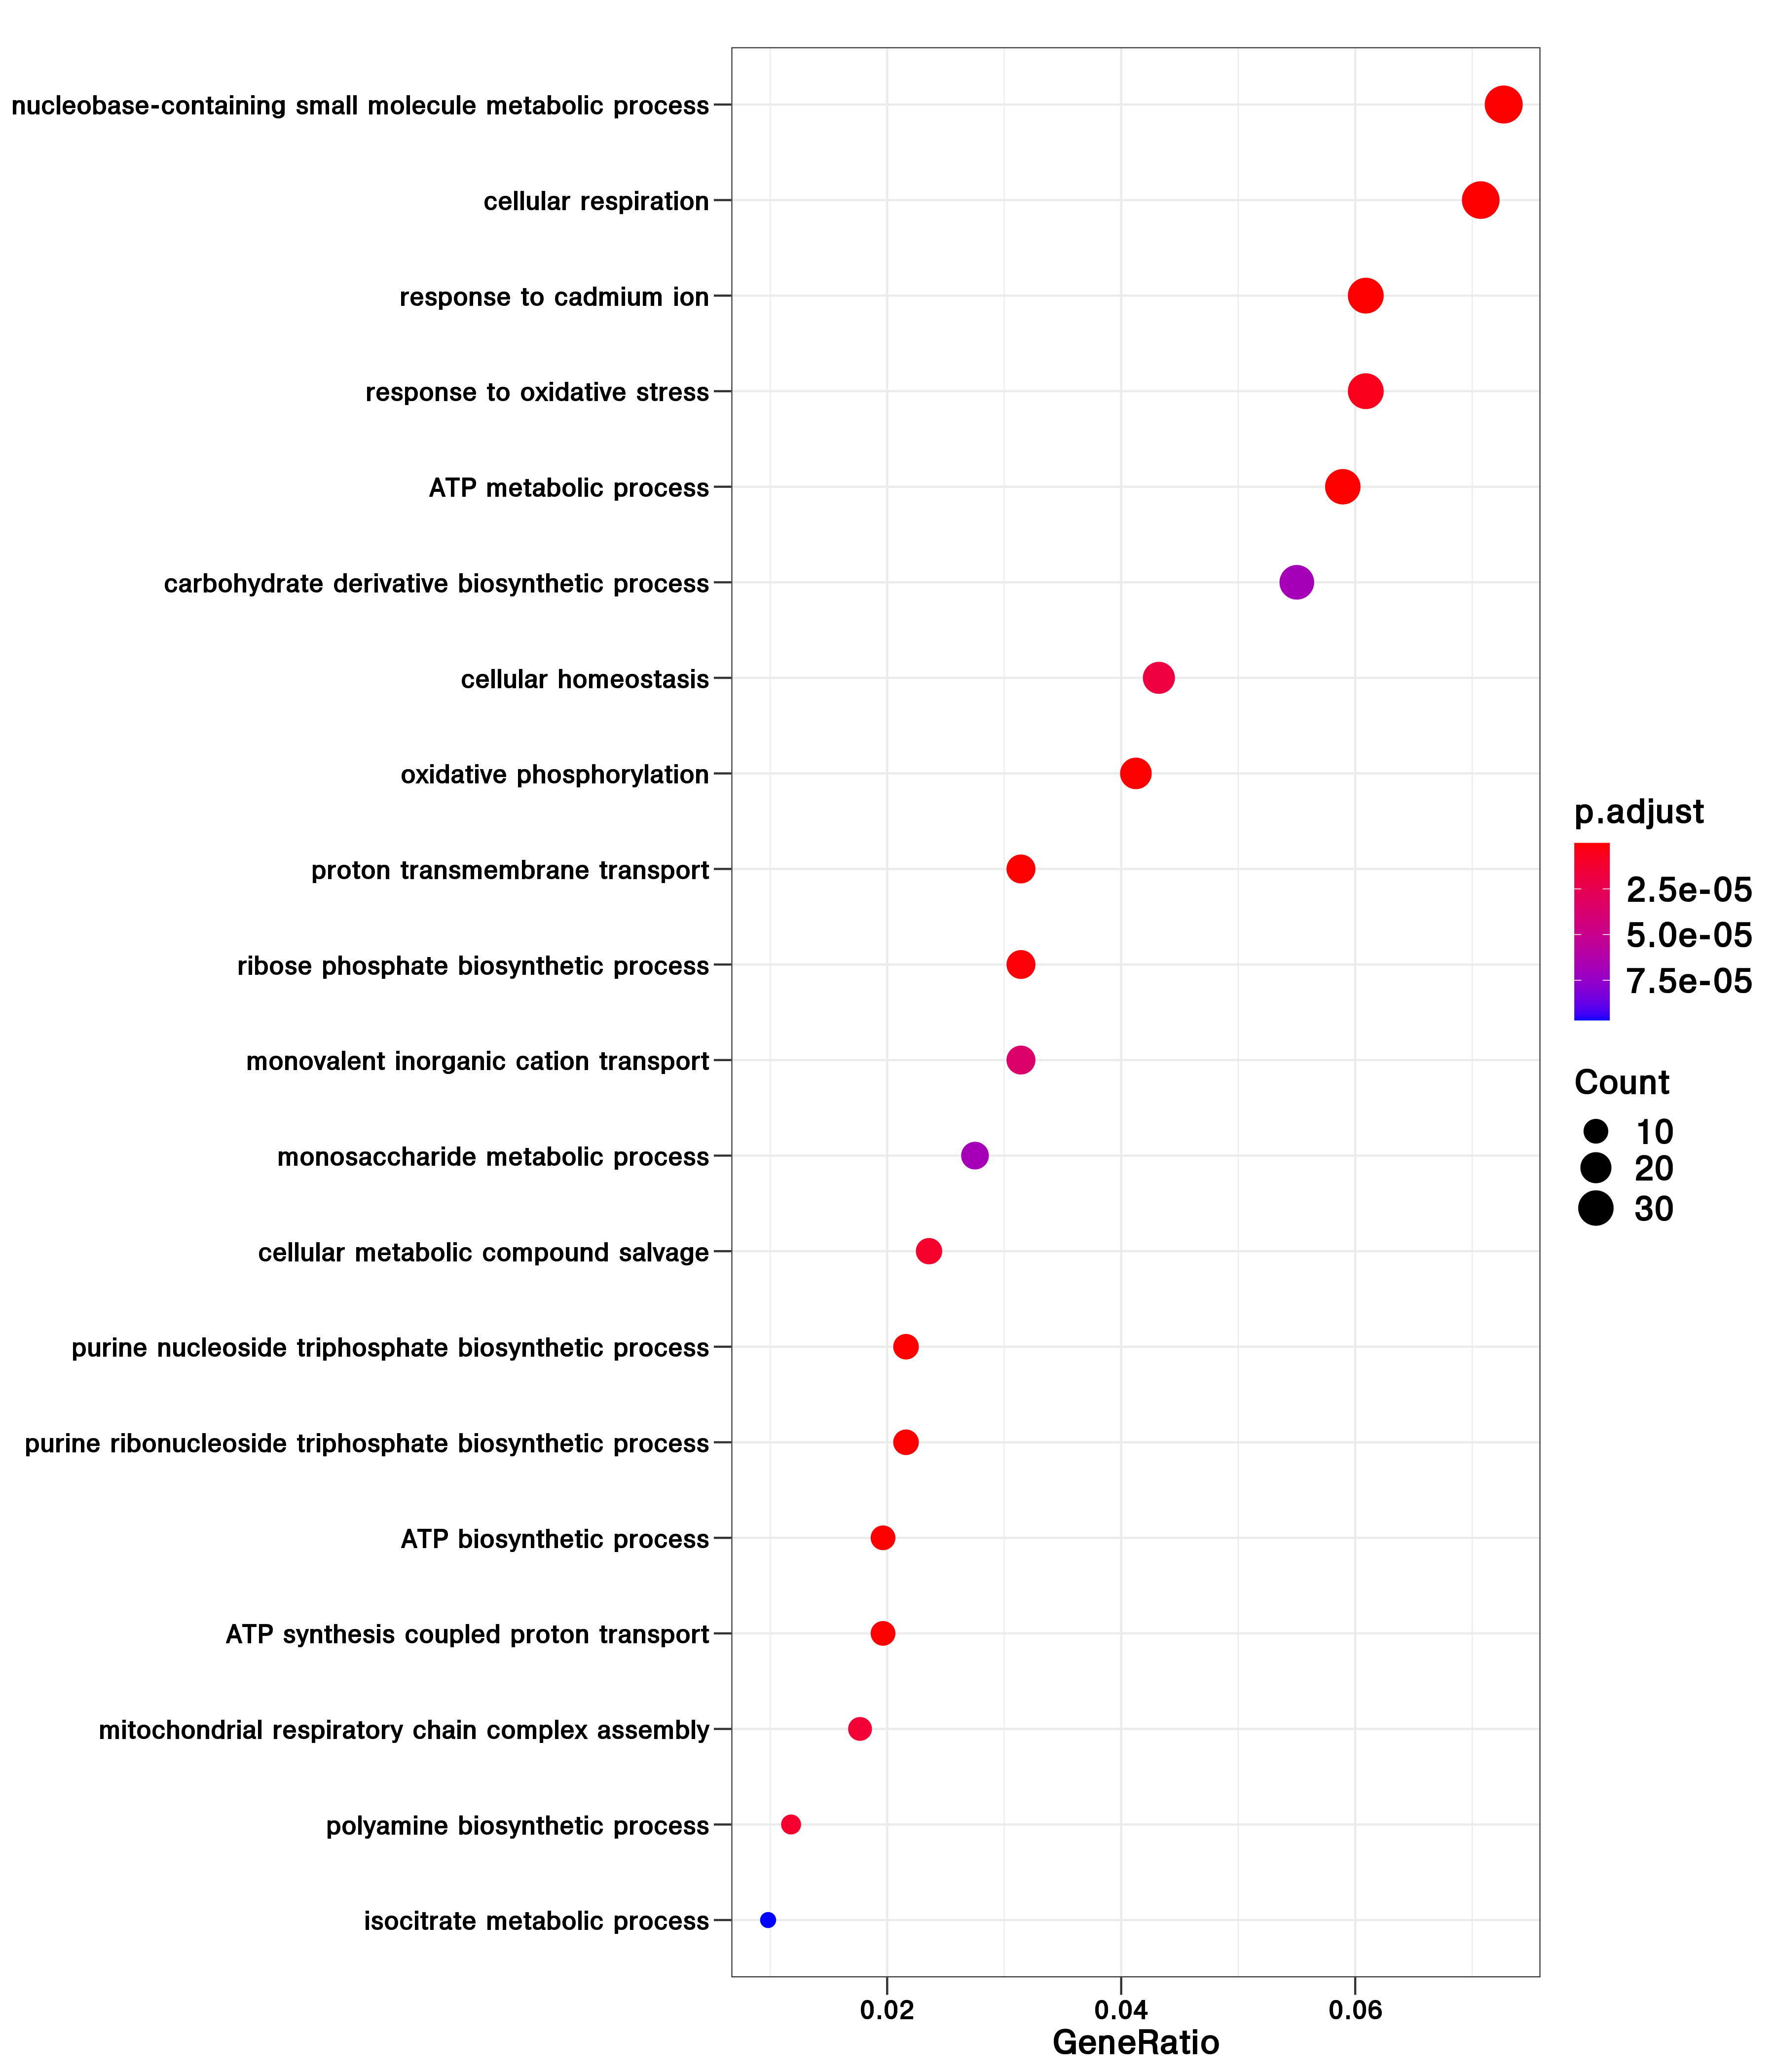 nucleobase-containing small molecule metabolic process
cellular respiration
response to cadmium ion
response to oxidative stress
ATP metabolic process
carbohydrate derivative biosynthetic process
cellular homeostasis
oxidative phosphorylation
proton transmembrane transport
ribose phosphate biosynthetic process
monovalent inorganic cation transport
monosaccharide metabolic process
cellular metabolic compound salvage
purine nucleoside triphosphate biosynthetic process
purine ribonucleoside triphosphate biosynthetic process
ATP biosynthetic process
ATP synthesis coupled proton transport
mitochondrial respiratory chain complex assembly
polyamine biosynthetic process
isocitrate metabolic process
0.02 0.04 0.06
GeneRatio
p.adjust
2.5e-05
5.0e-05
7.5e-05
Count
10
20
30